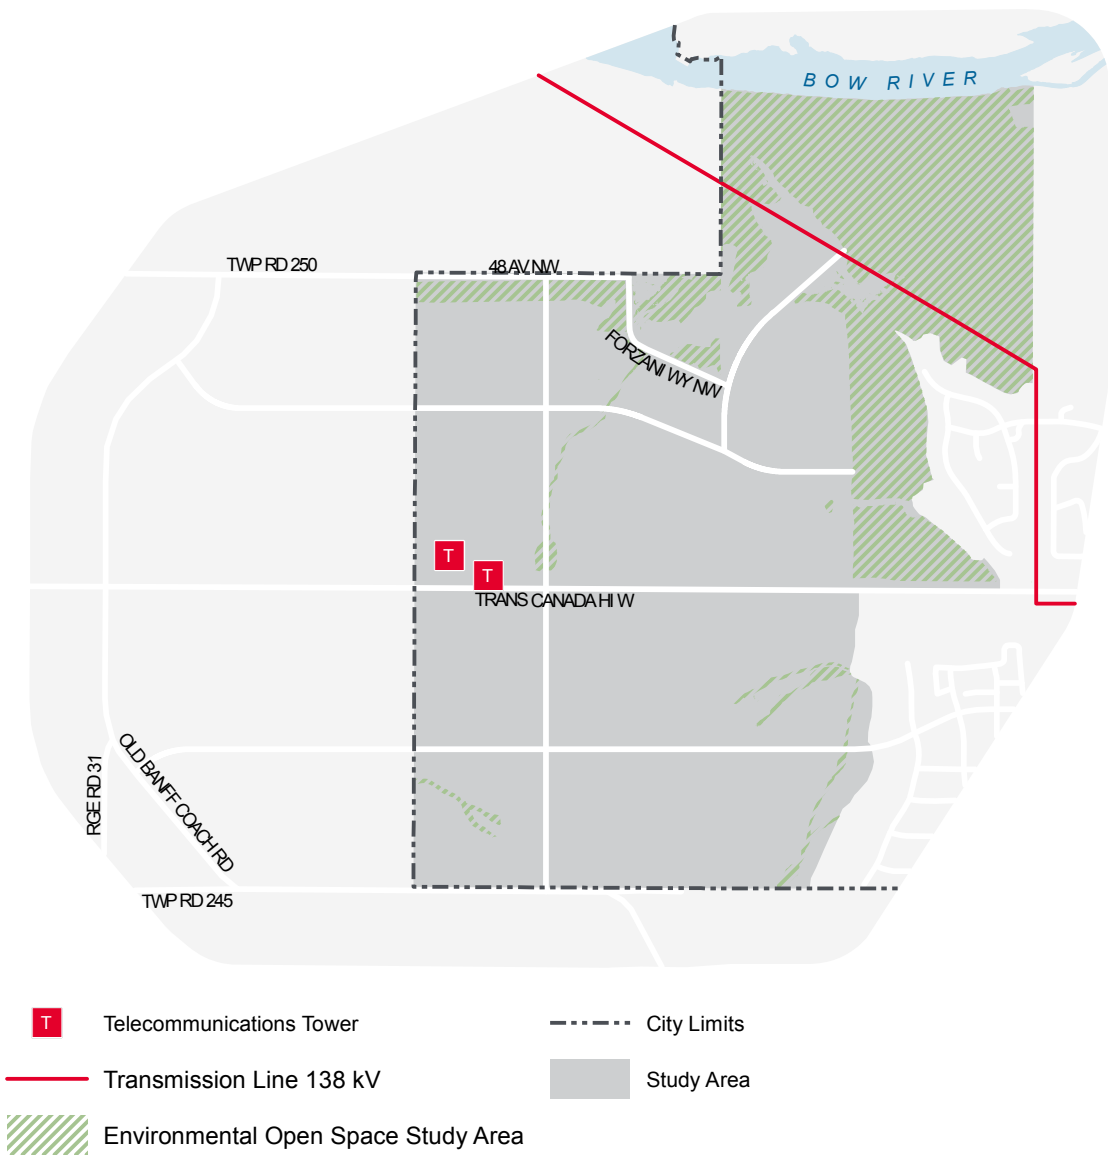 BOW RIVER
TWP RD 250
48 AV NW
FORZANI WY NW
T
T
TRANS CANADA HI W
OLD BANFF COACH RD
RGE RD 31
TWP RD 245
T Telecommunications Tower
City Limits
Transmission Line 138 kV
Study Area
Environmental Open Space Study Area